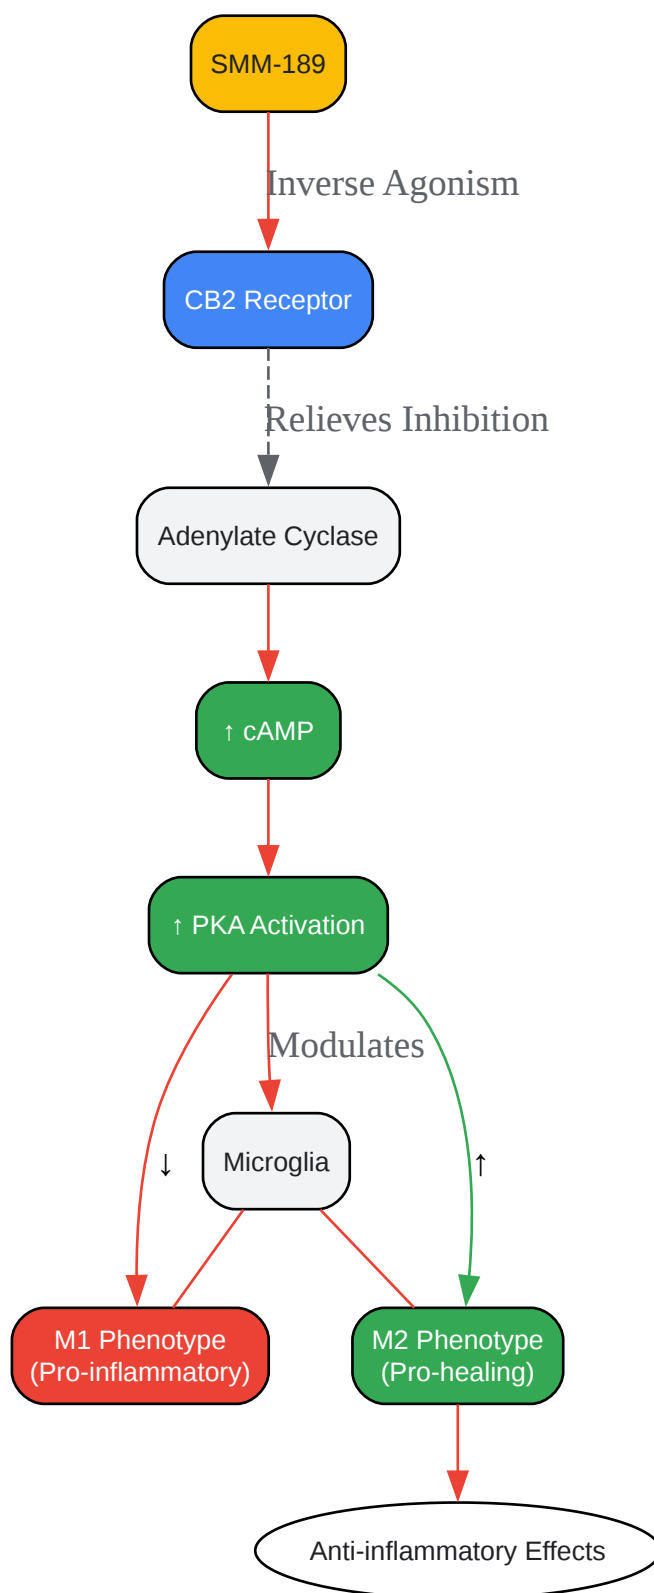 SMM-189
Inverse Agonism
CB2 Receptor
Relieves Inhibition
Adenylate Cyclase
↑ cAMP
↑ PKA Activation
Modulates
↓
Microglia
↑
M1 Phenotype
(Pro-inflammatory)
M2 Phenotype
(Pro-healing)
Anti-inflammatory Effects